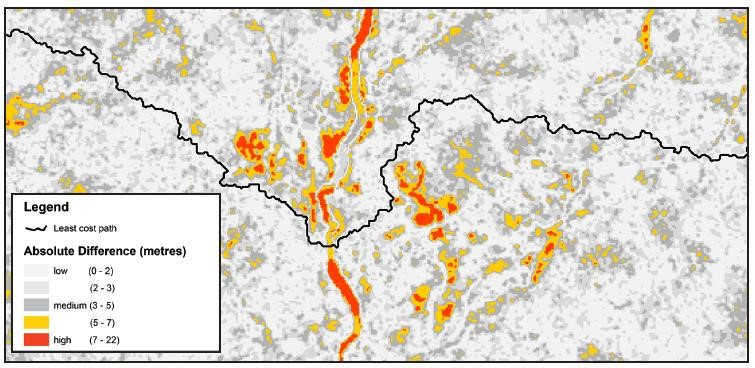 Legend
Least cost path
Absolute Difference (metres)
low (0 - 2)
(2 - 3)
medium (3 - 5)
(5 - 7)
high (7 - 22)